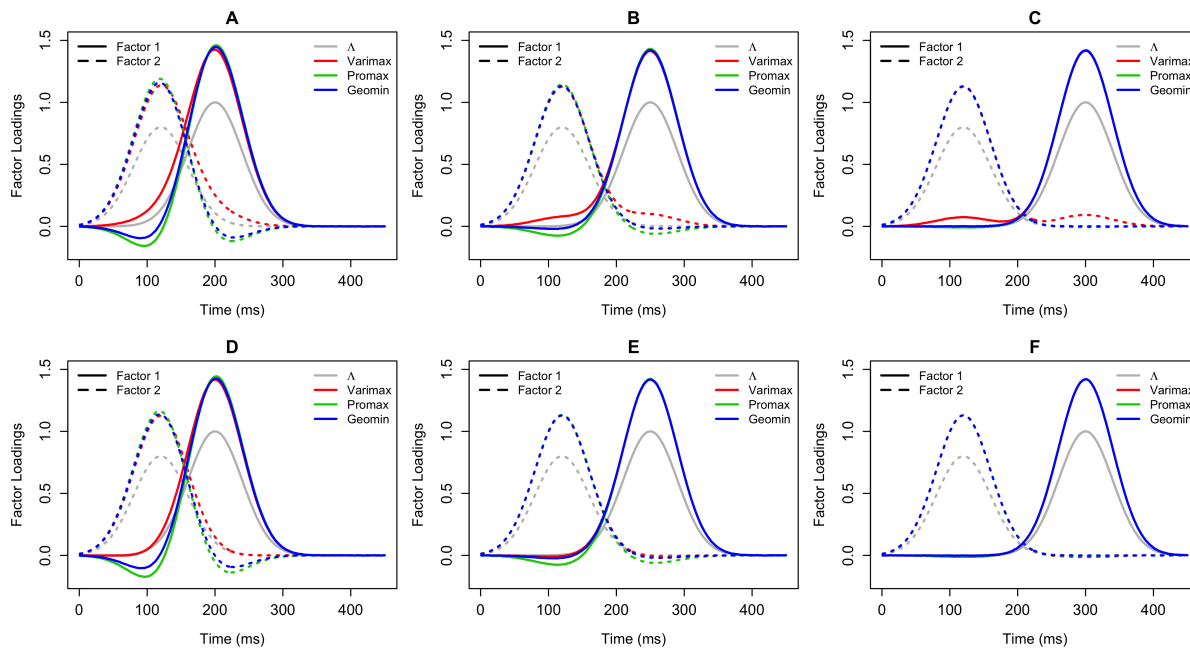 A
Factor Loadings
0.0 0.5 1.0 1.5
Factor 1
Factor 2
Λ
Varimax
Promax
Geomin
0 100 200 300 400
Time (ms)
B
Factor Loadings
0.0 0.5 1.0 1.5
Factor 1
Factor 2
Λ
Varimax
Promax
Geomin
0 100 200 300 400
Time (ms)
C
Factor Loadings
0.0 0.5 1.0 1.5
Factor 1
Factor 2
Λ
Varimax
Promax
Geomin
0 100 200 300 400
Time (ms)
D
Factor Loadings
0.0 0.5 1.0 1.5
Factor 1
Factor 2
Λ
Varimax
Promax
Geomin
0 100 200 300 400
Time (ms)
E
Factor Loadings
0.0 0.5 1.0 1.5
Factor 1
Factor 2
Λ
Varimax
Promax
Geomin
0 100 200 300 400
Time (ms)
F
Factor Loadings
0.0 0.5 1.0 1.5
Factor 1
Factor 2
Λ
Varimax
Promax
Geomin
0 100 200 300 400
Time (ms)